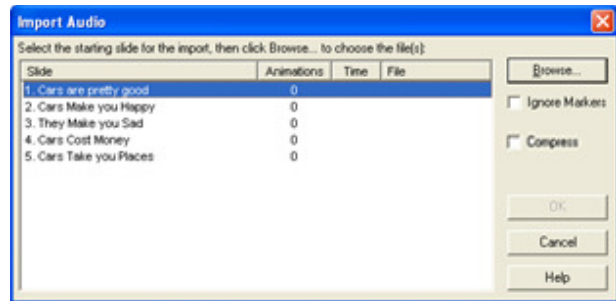 Import Audio
Select the starting slide for the import, then click Browse... to choose the file(s):
Slide Animations Time File
Browse...
1. Cars are pretty good 0
Ignore Markers
2. Cars Make you Happy 0
3. They Make you Sad 0
4. Cars Cost Money 0
Compress
5. Cars Take you Places 0
OK
Cancel
Help